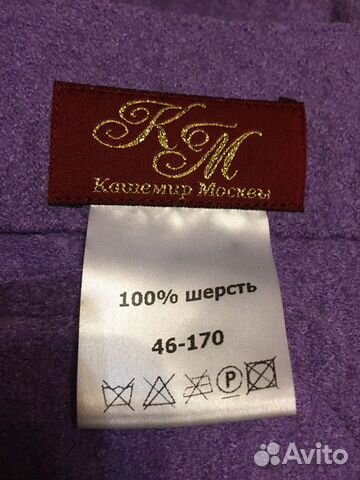 КМ
Кашемир Москвы
100% шерсть
46-170
P
Avito